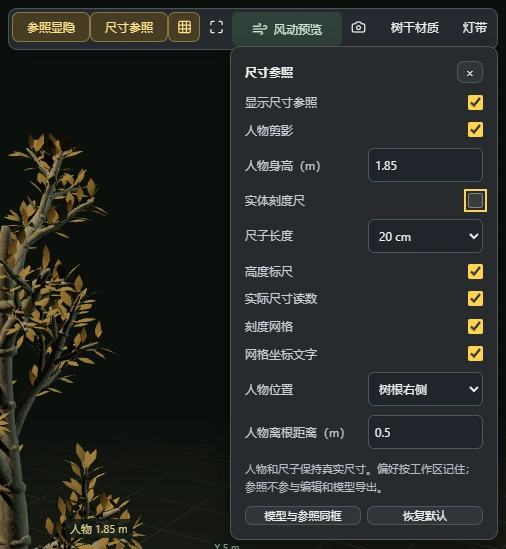 参照显隐 尺寸参照 风动预览 树干材质 灯带
尺寸参照 ×
显示尺寸参照
人物剪影
人物身高（m） 1.85
实体刻度尺
尺子长度 20 cm
高度标尺
实际尺寸读数
刻度网格
网格坐标文字
人物位置 树根右侧
人物离根距离（m） 0.5
人物和尺子保持真实尺寸。偏好按工作区记住；
参照不参与编辑和模型导出。
模型与参照同框 恢复默认
人物 1.85 m
Y 5 m